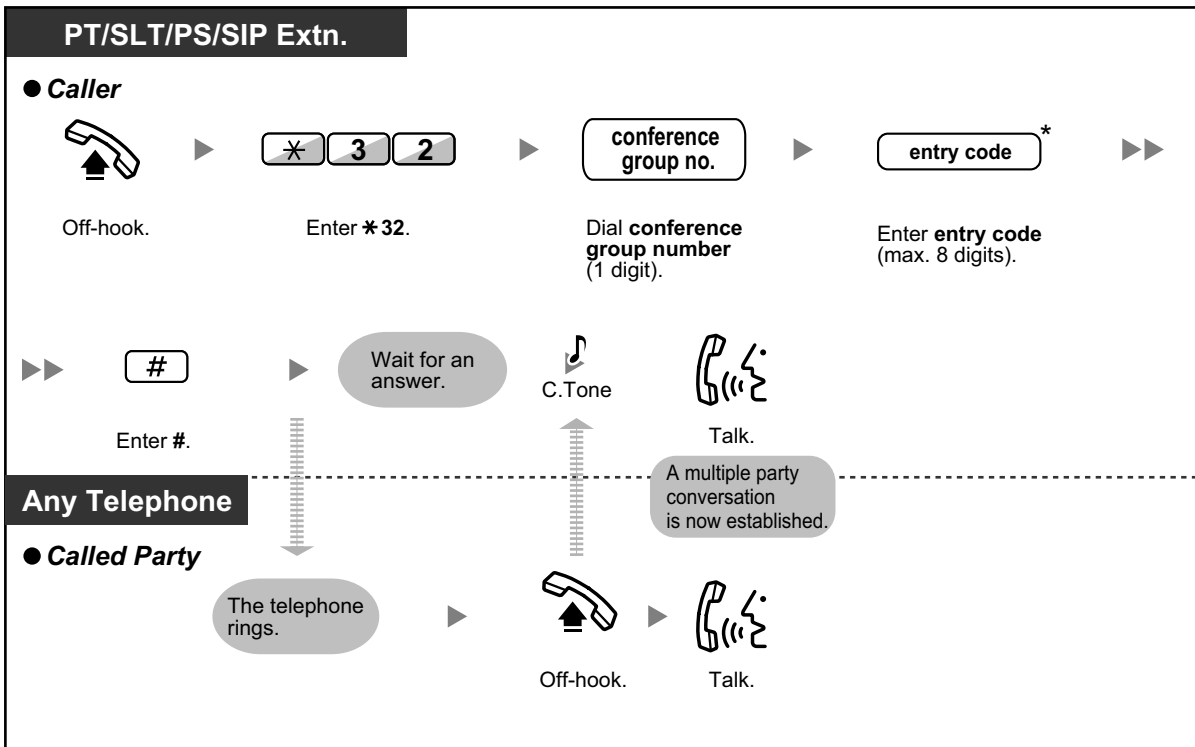 PT/SLT/PS/SIP Extn.
● Caller
✳ 3 2
conference
group no.
entry code *
Off-hook.
Enter ✳32.
Dial conference
group number
(1 digit).
Enter entry code
(max. 8 digits).
#
Wait for an
answer.
C.Tone
Enter #.
Talk.
A multiple party
conversation
is now established.
Any Telephone
● Called Party
The telephone
rings.
Off-hook.
Talk.